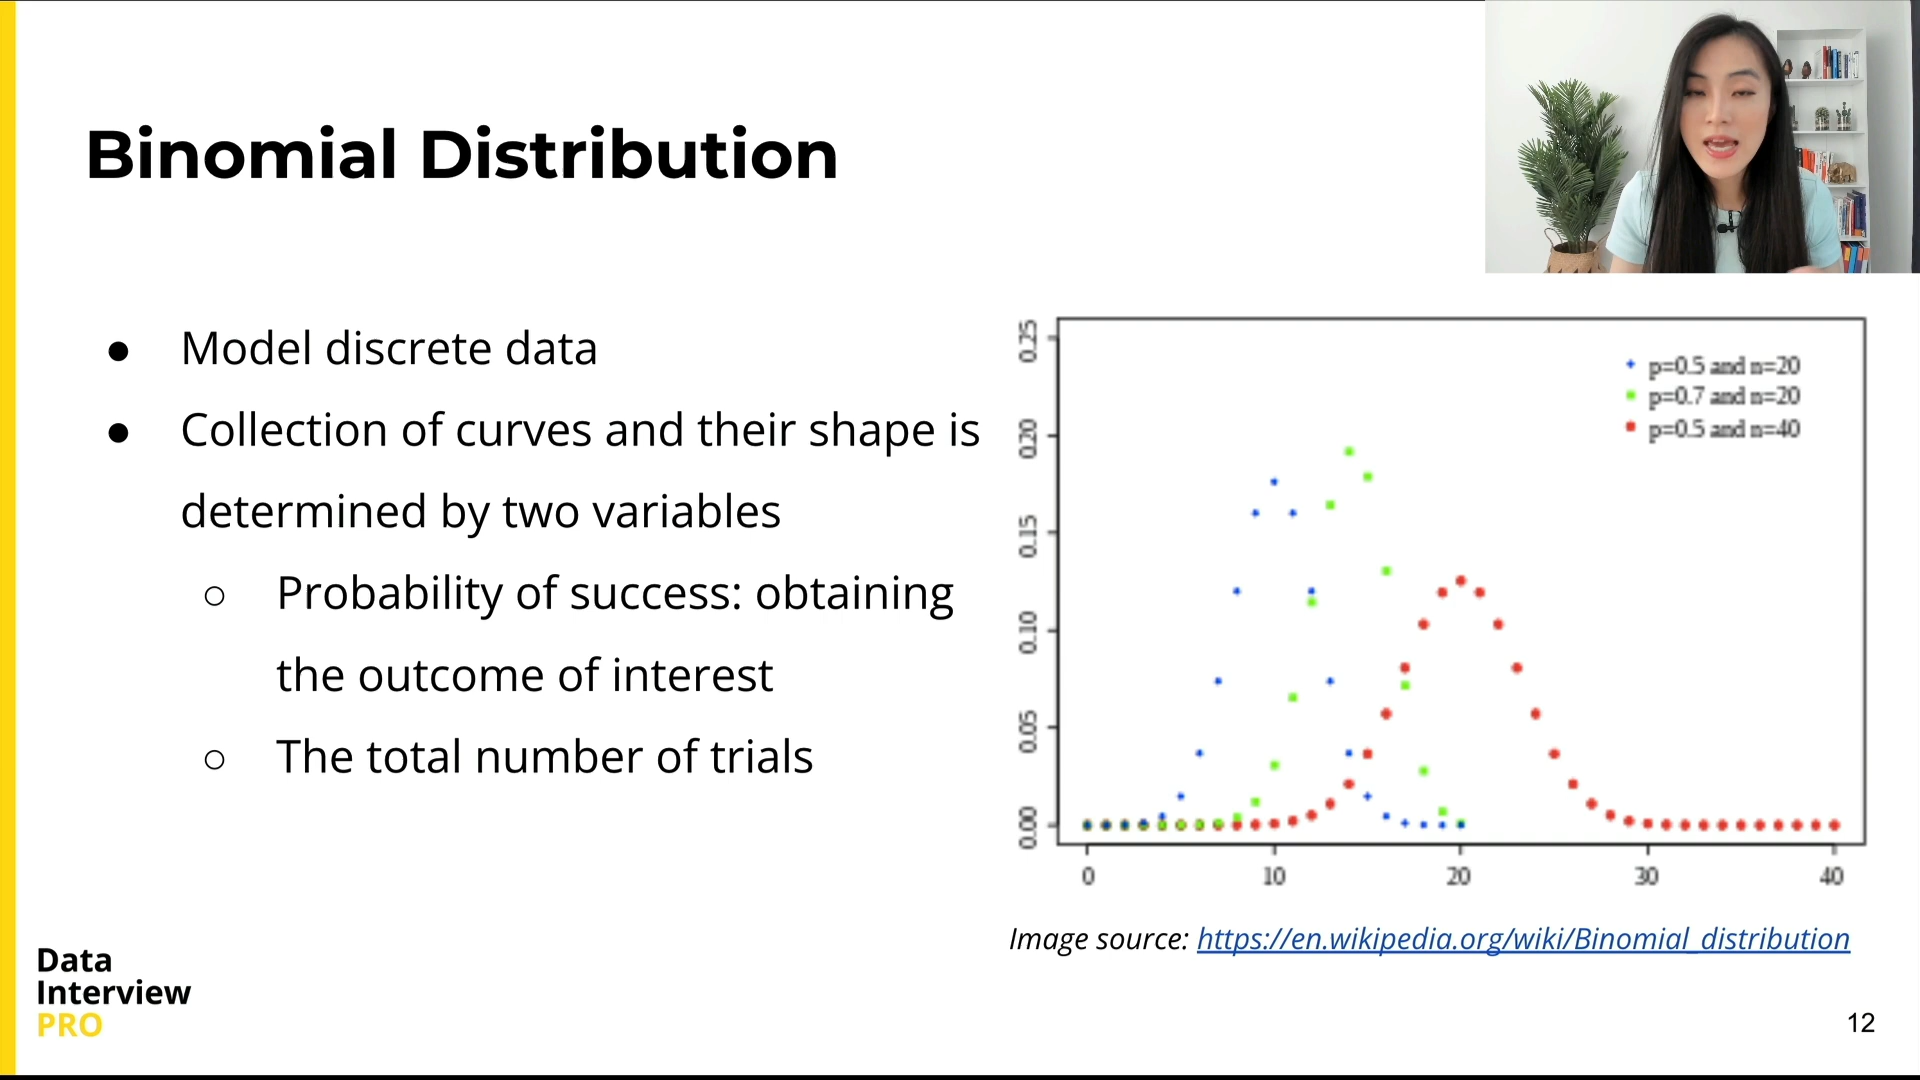 Binomial Distribution
● Model discrete data
● Collection of curves and their shape is
determined by two variables
○ Probability of success: obtaining
the outcome of interest
○ The total number of trials
0.25
0.20
0.15
0.10
0.05
0.00
p=0.5 and n=20
p=0.7 and n=20
p=0.5 and n=40
0 10 20 30 40
Image source: https://en.wikipedia.org/wiki/Binomial_distribution
Data
Interview
PRO
12